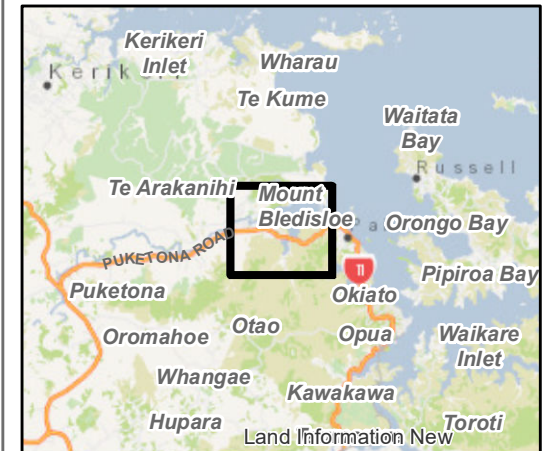 Kerikeri
Inlet
Wharau
Te Kume
Waitata
Bay
Russell
Te Arakanihi
Mount
Bledisloe
Orongo Bay
PUKETONA ROAD
11
Pipiroa Bay
Puketona
Okiato
Oromahoe
Otao
Opua
Waikare
Inlet
Whangae
Kawakawa
Hupara
Toroti
Land Information New